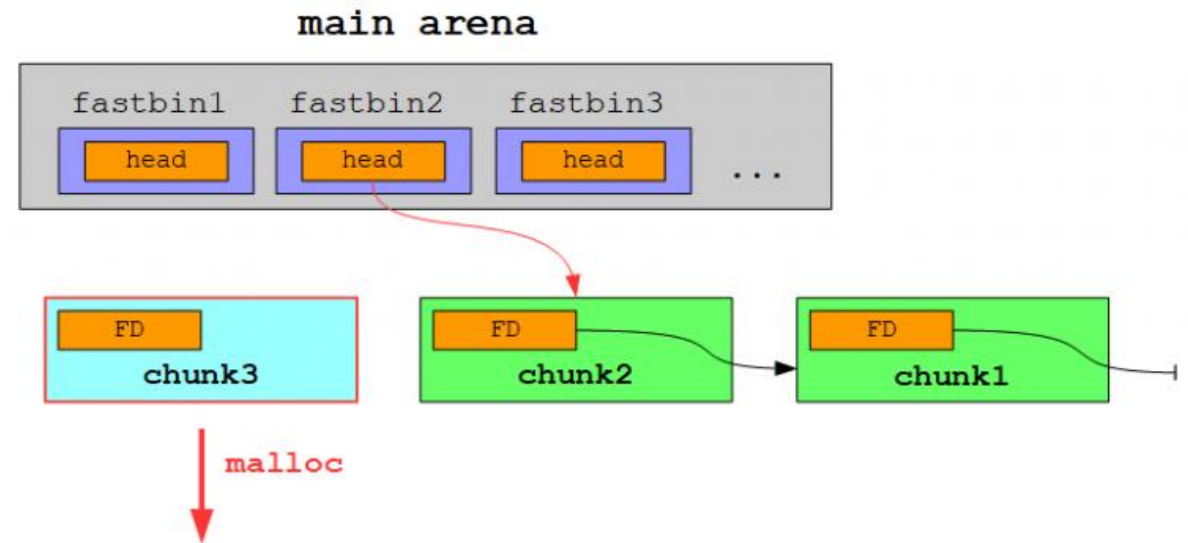 main arena
fastbin1 fastbin2 fastbin3
head head head ...
FD FD FD
chunk3 chunk2 chunk1
malloc